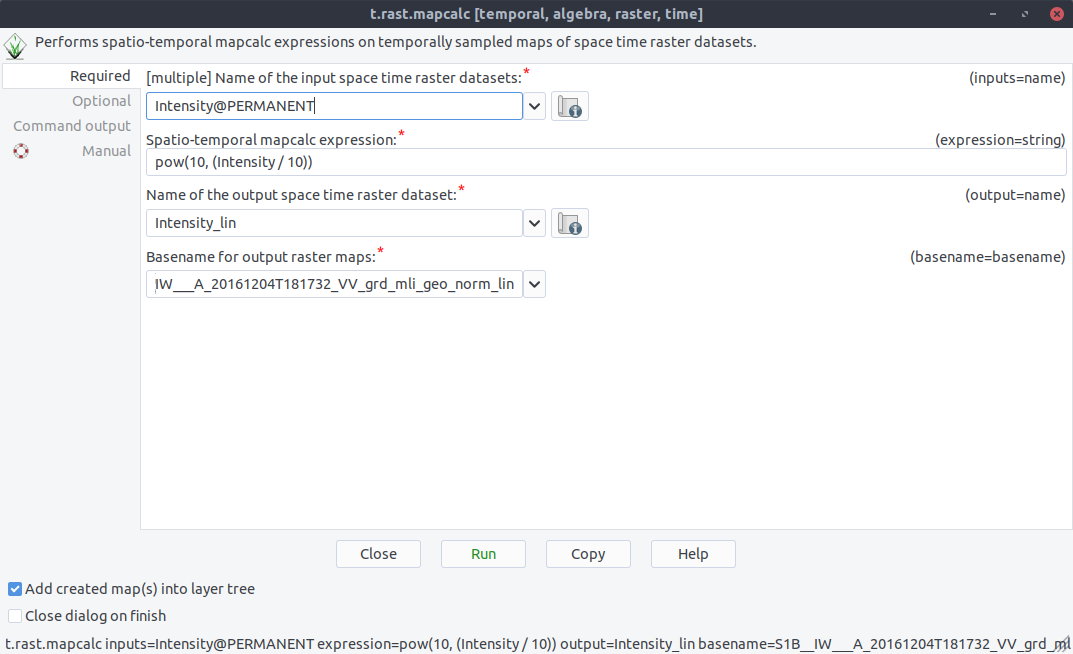 t.rast.mapcalc [temporal, algebra, raster, time]
Performs spatio-temporal mapcalc expressions on temporally sampled maps of space time raster datasets.
Required
Optional
Command output
Manual
[multiple] Name of the input space time raster datasets:* (inputs=name)
Intensity@PERMANENT
Spatio-temporal mapcalc expression:* (expression=string)
pow(10, (Intensity / 10))
Name of the output space time raster dataset:* (output=name)
Intensity_lin
Basename for output raster maps:* (basename=basename)
IW___A_20161204T181732_VV_grd_mli_geo_norm_lin
Close Run Copy Help
Add created map(s) into layer tree
Close dialog on finish
t.rast.mapcalc inputs=Intensity@PERMANENT expression=pow(10, (Intensity / 10)) output=Intensity_lin basename=S1B__IW___A_20161204T181732_VV_grd_ml